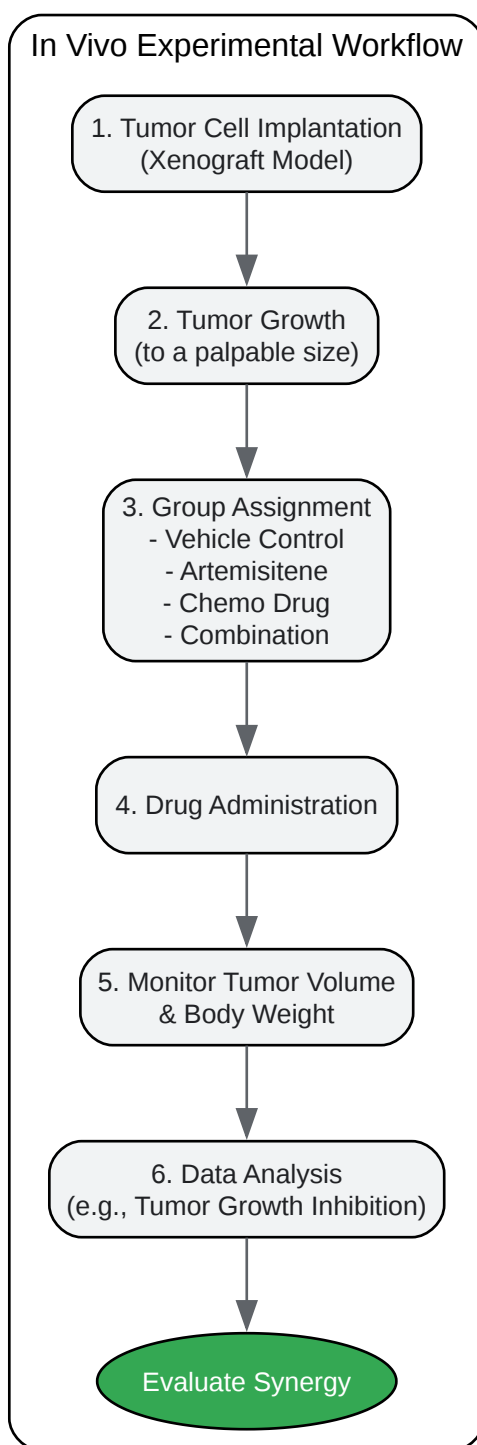 In Vivo Experimental Workflow
1. Tumor Cell Implantation
(Xenograft Model)
2. Tumor Growth
(to a palpable size)
3. Group Assignment
- Vehicle Control
- Artemisitene
- Chemo Drug
- Combination
4. Drug Administration
5. Monitor Tumor Volume
& Body Weight
6. Data Analysis
(e.g., Tumor Growth Inhibition)
Evaluate Synergy